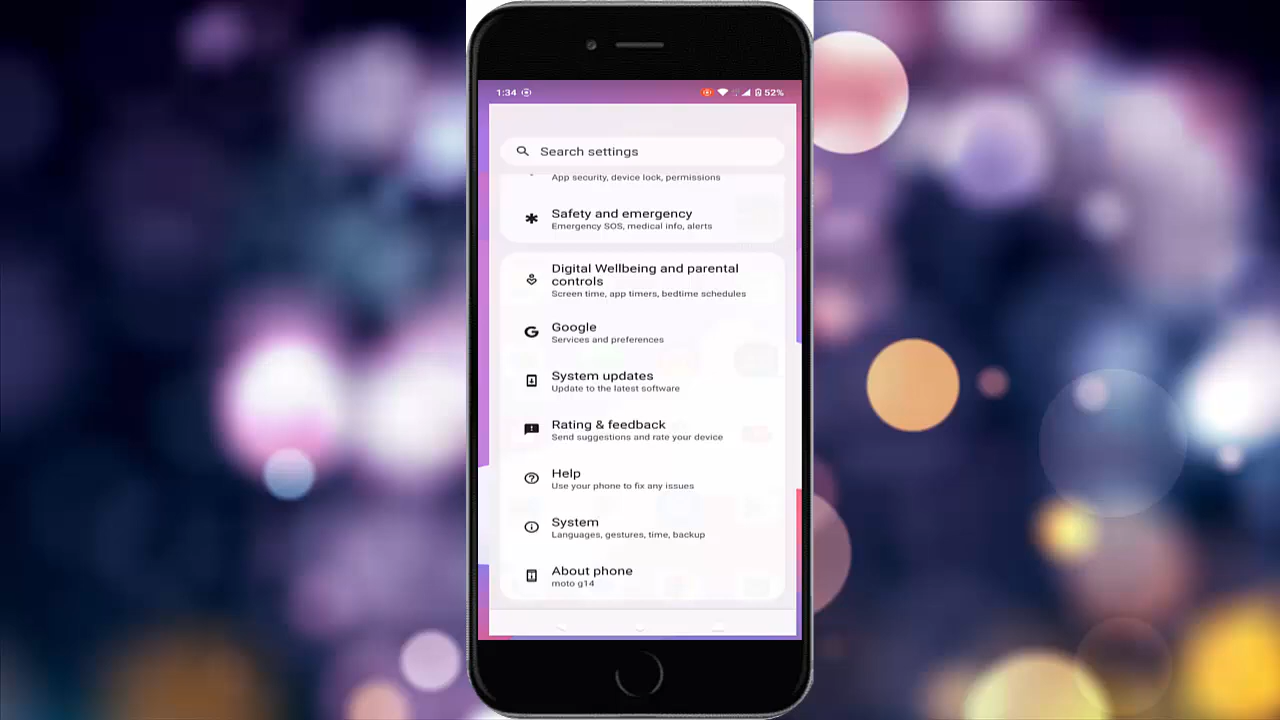 1:34
52%
Search settings
App security, device lock, permissions
Safety and emergency
Emergency SOS, medical info, alerts
Digital Wellbeing and parental
controls
Screen time, app timers, bedtime schedules
Google
Services and preferences
System updates
Update to the latest software
Rating & feedback
Send suggestions and rate your device
Help
Use your phone to fix any issues
System
Languages, gestures, time, backup
About phone
moto g14